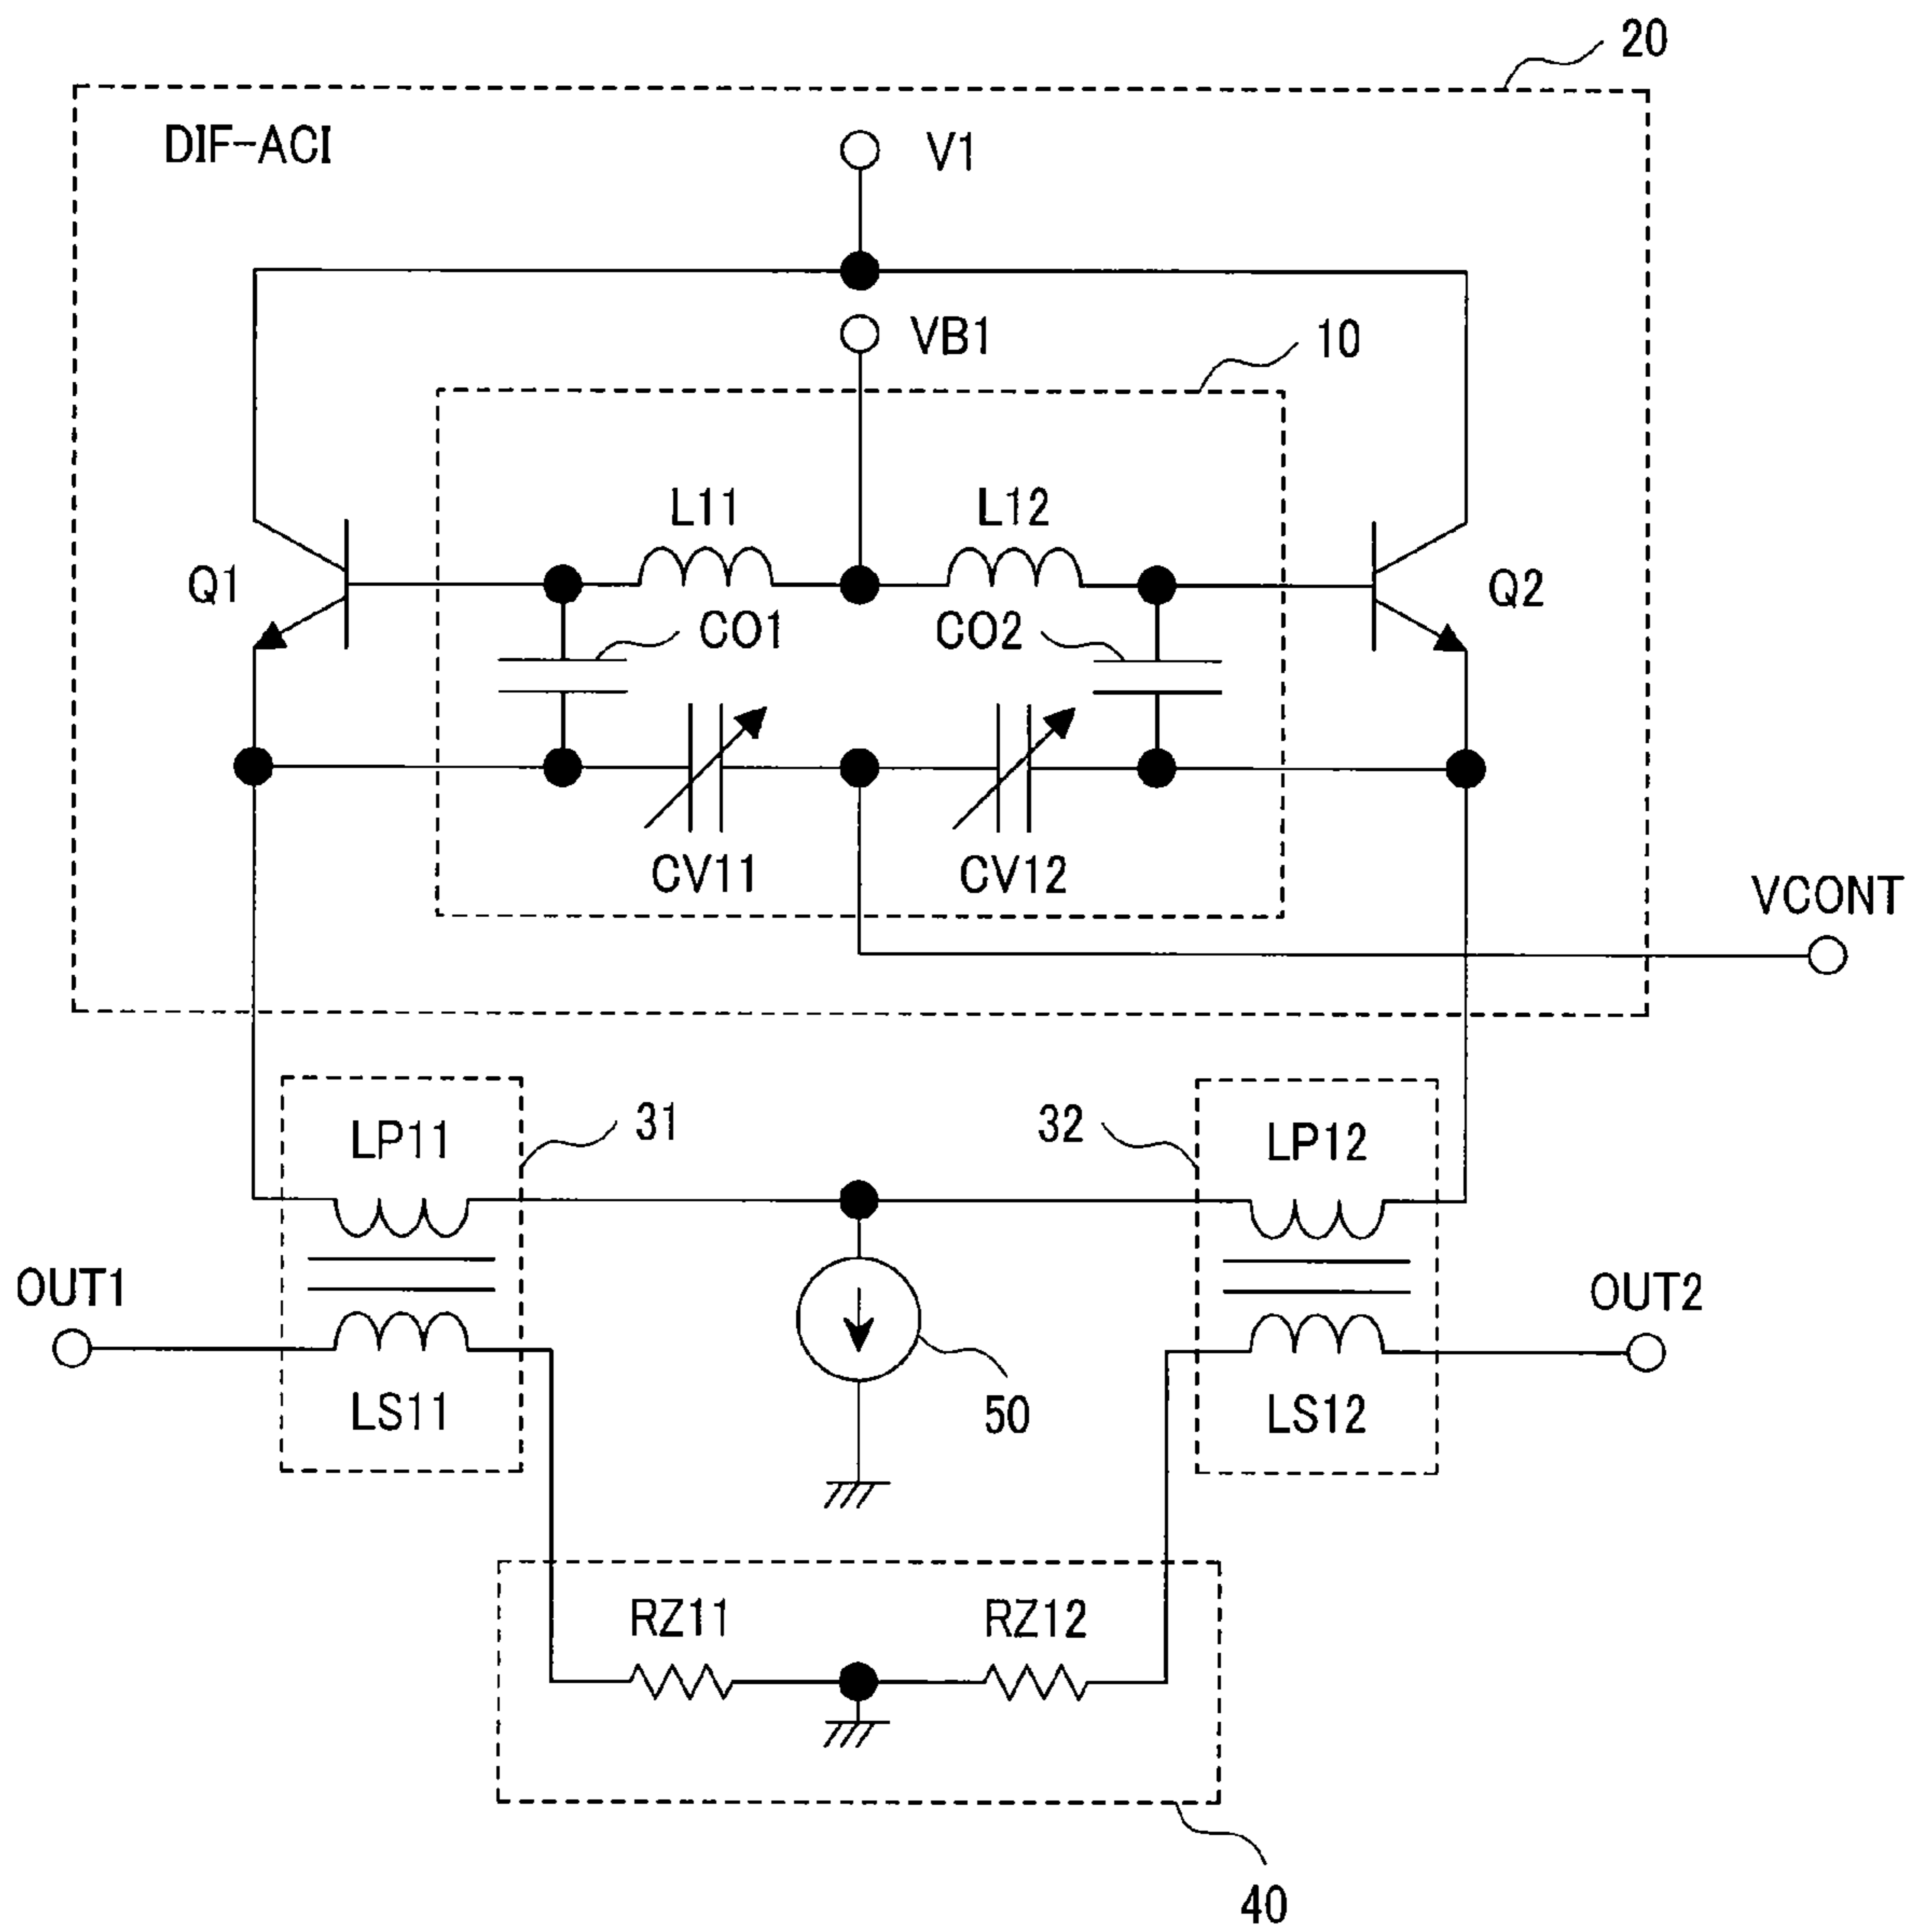 20
DIF-ACI
V1
VB1
10
L11
L12
Q1
Q2
CO1
CO2
CV11
CV12
VCONT
LP11
31
32
LP12
OUT1
OUT2
LS11
50
LS12
RZ11
RZ12
40